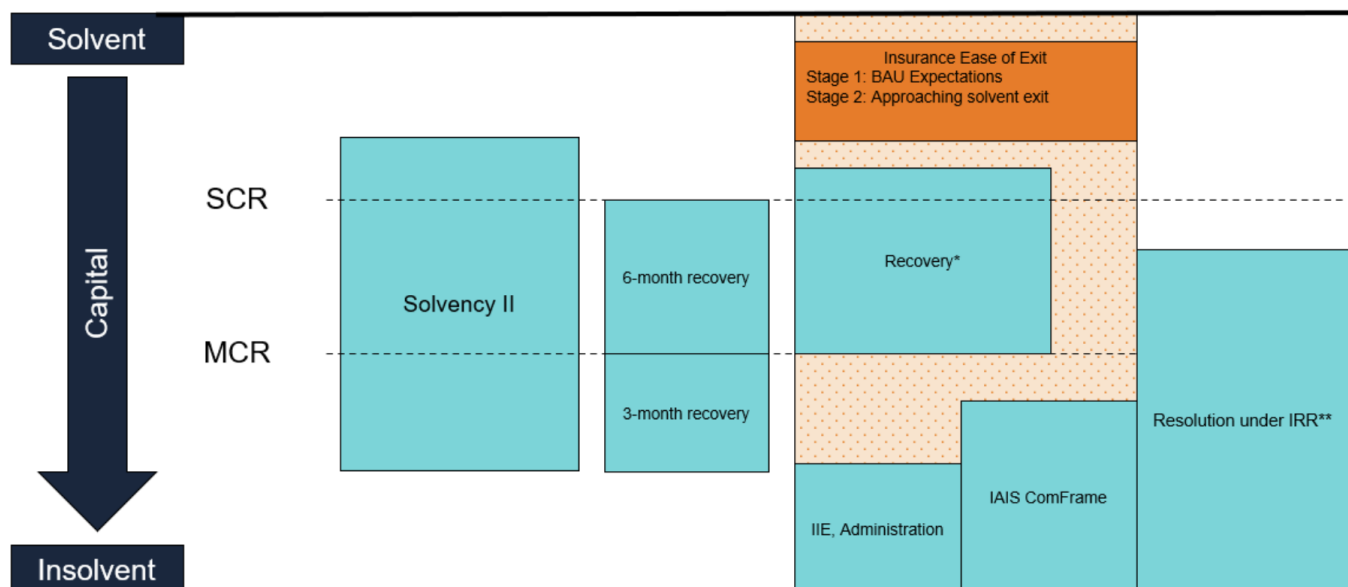 Solvent
Insurance Ease of Exit
Stage 1: BAU Expectations
Stage 2: Approaching solvent exit
SCR
Capital
Solvency II
6-month recovery
Recovery*
MCR
3-month recovery
Resolution under IRR**
IAIS ComFrame
IIE, Administration
Insolvent